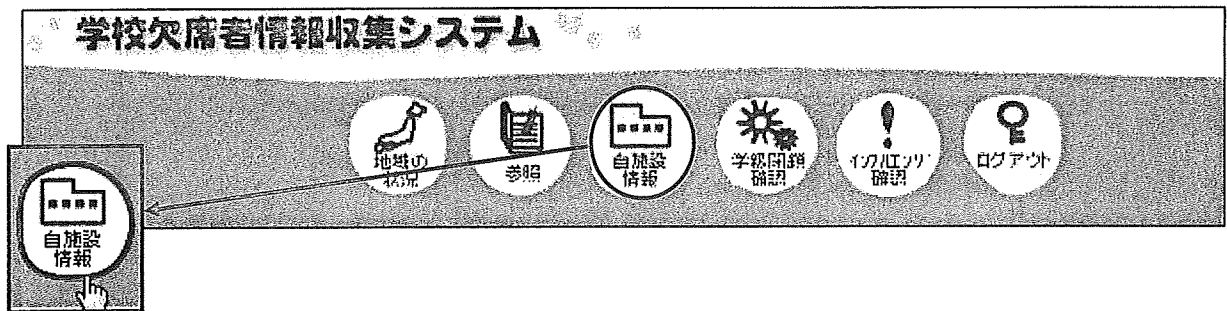 学校欠席者情報収集システム
地域の
状況
参照
自施設
情報
学級閉鎖
確認
インフルエンザ
確認
ログアウト
自施設
情報